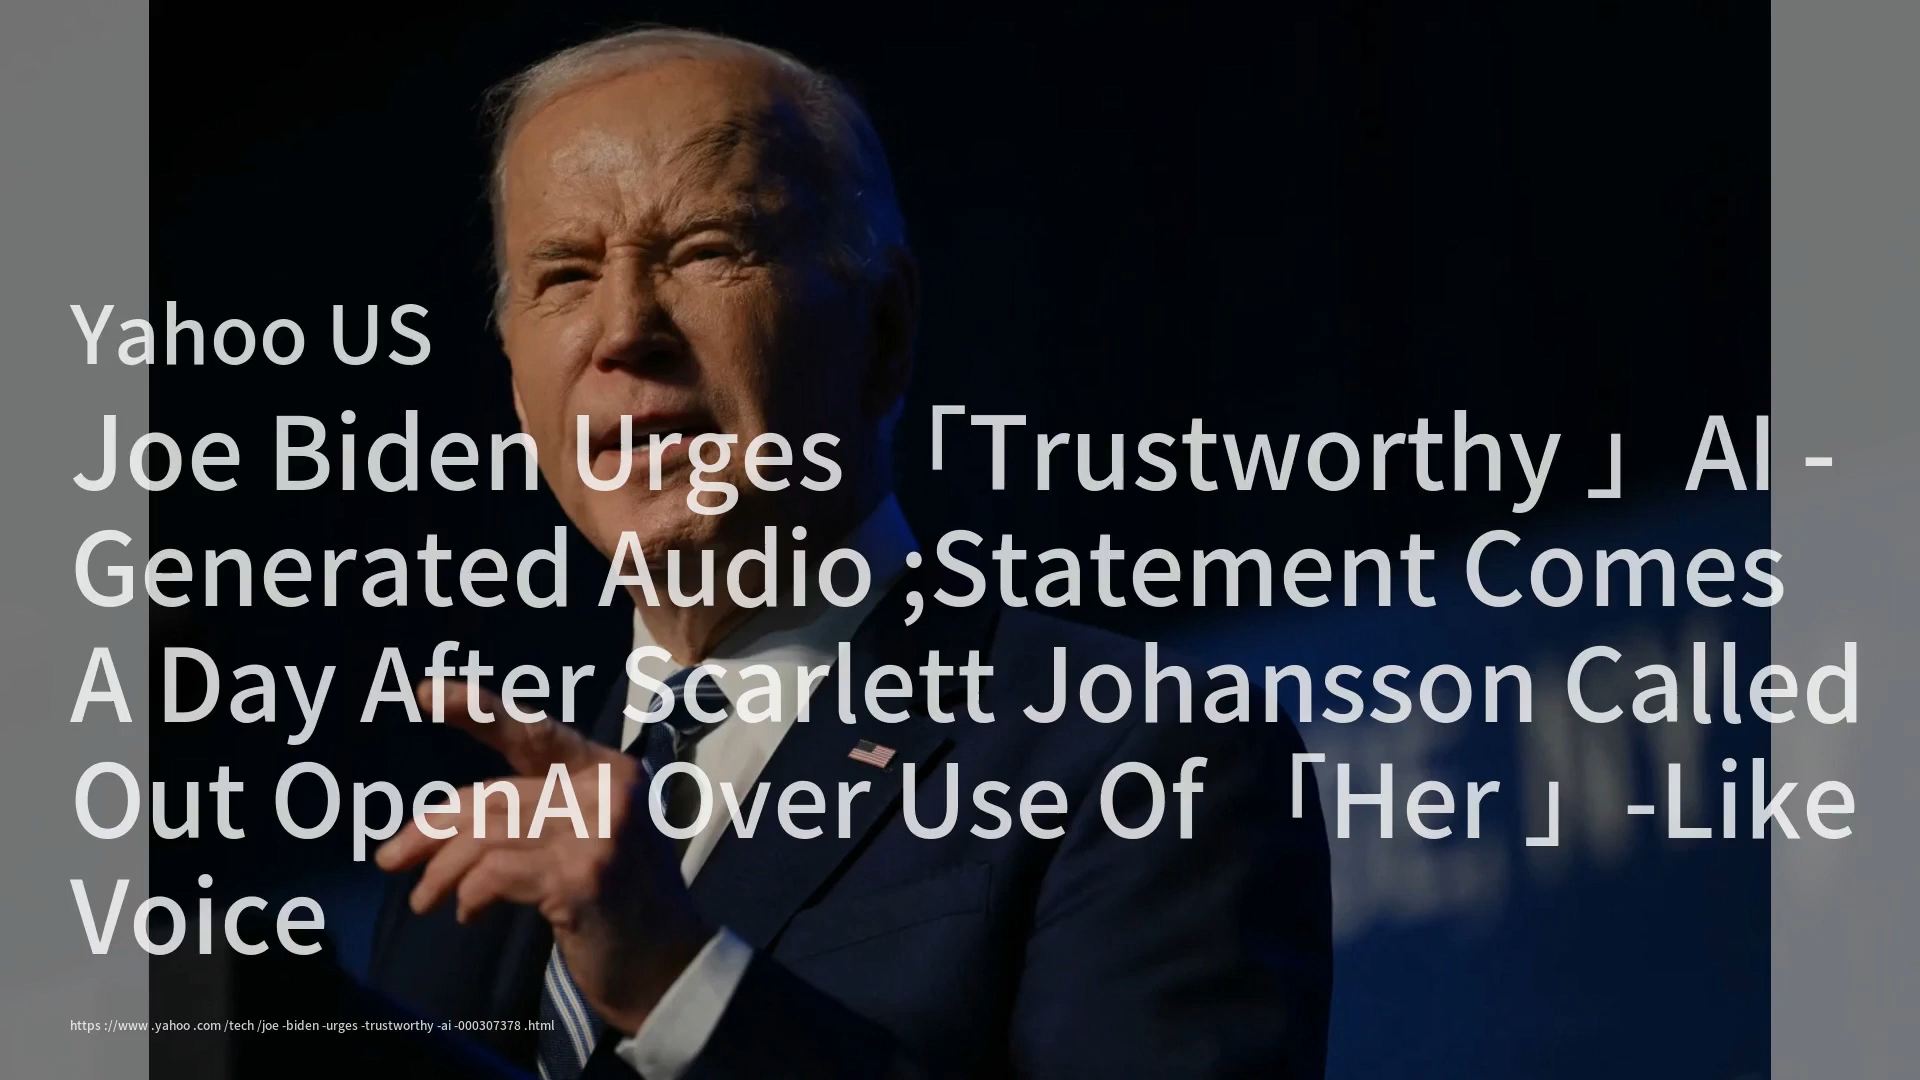 Yahoo US
Joe Biden Urges 「Trustworthy 」 AI -
Generated Audio ;Statement Comes
A Day After Scarlett Johansson Called
Out OpenAI Over Use Of 「Her 」 -Like
Voice
https ://www .yahoo .com /tech /joe -biden -urges -trustworthy -ai -000307378 .html